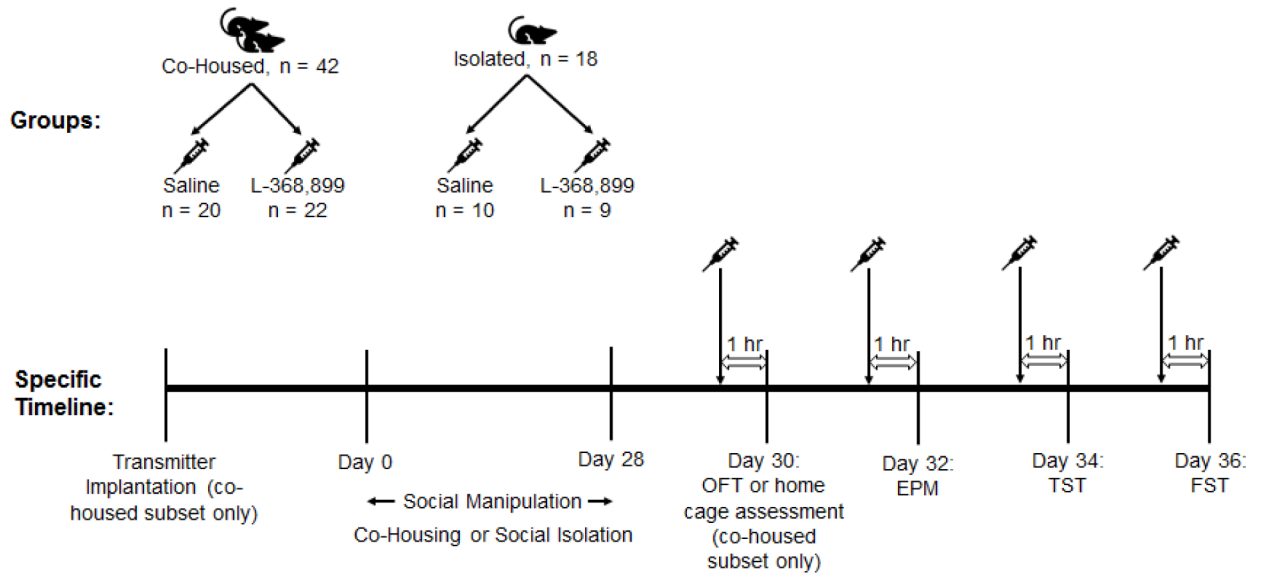 Co-Housed, n = 42
Isolated, n = 18
Groups:
Saline
n = 20
L-368,899
n = 22
Saline
n = 10
L-368,899
n = 9
1 hr
1 hr
1 hr
1 hr
Specific
Timeline:
Transmitter
Implantation (co-
housed subset only)
Day 0
Day 28
Social Manipulation
Co-Housing or Social Isolation
Day 30:
OFT or home
cage assessment
(co-housed
subset only)
Day 32:
EPM
Day 34:
TST
Day 36:
FST